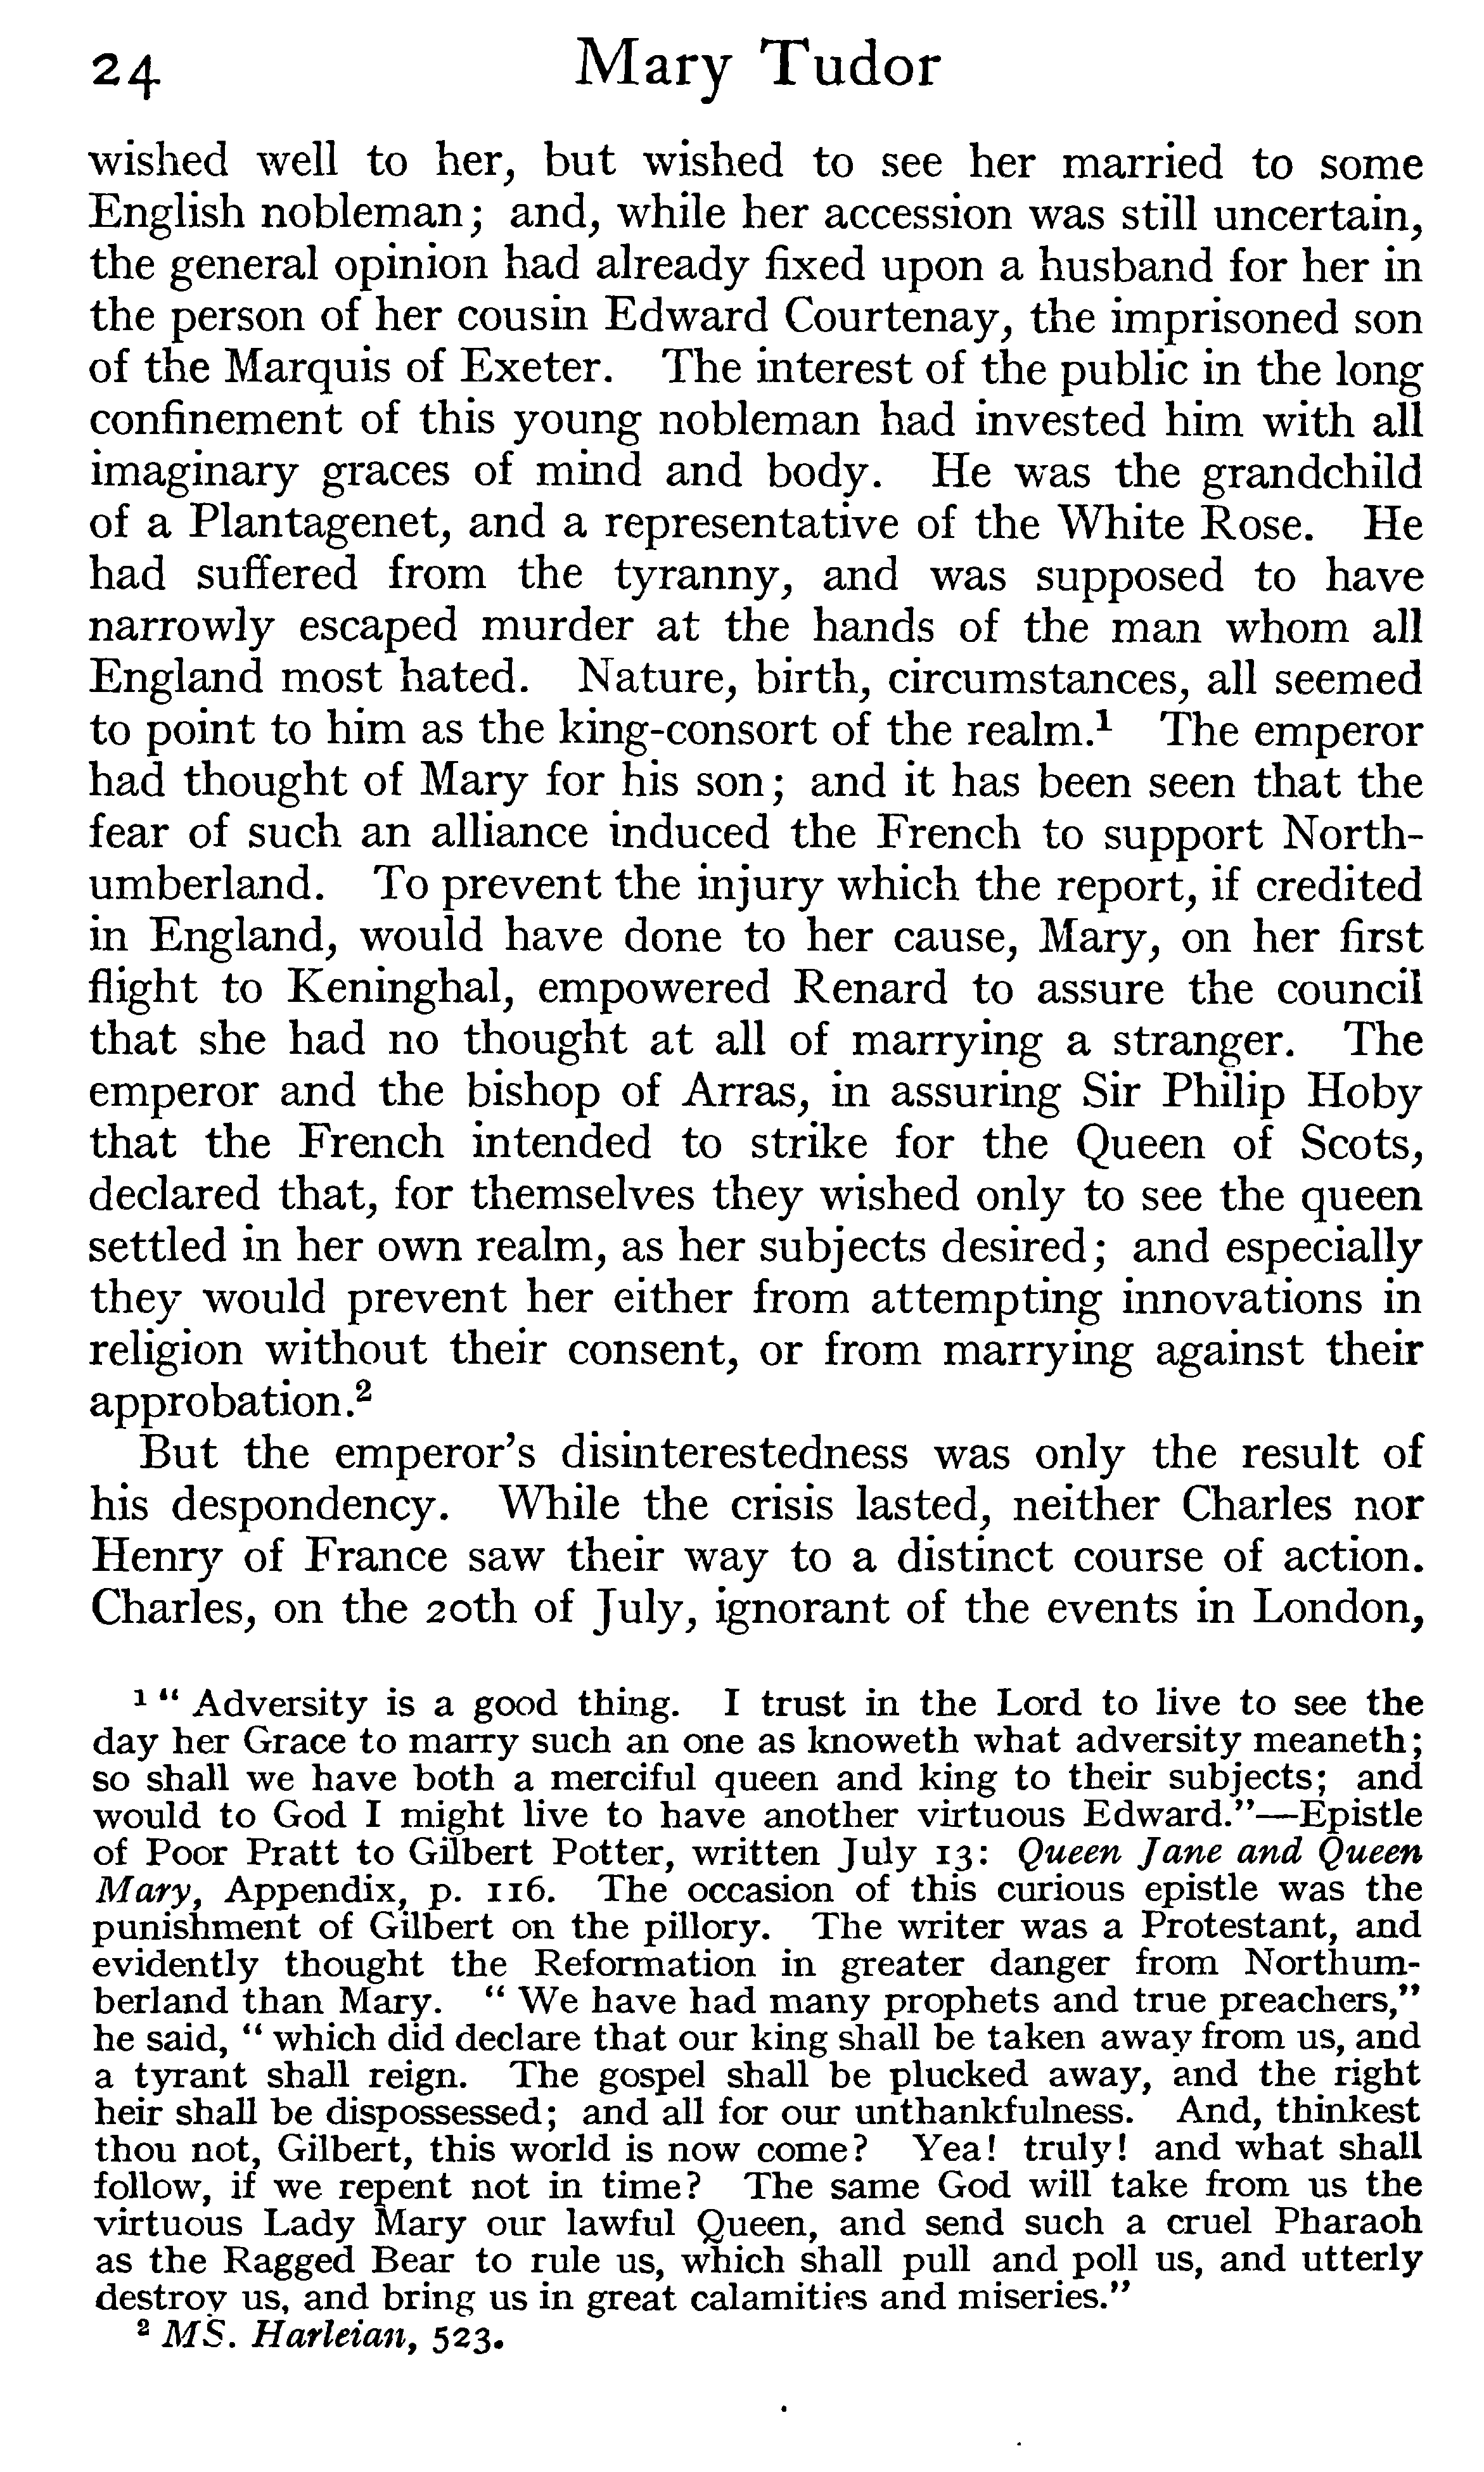 24 Mary Tudor
wished well to her, but wished to see her married to some
English nobleman; and, while her accession was still uncertain,
the general opinion had already fixed upon a husband for her in
the person of her cousin Edward Courtenay, the imprisoned son
of the Marquis of Exeter. The interest of the public in the long
confinement of this young nobleman had invested him with all
imaginary graces of mind and body. He was the grandchild
of a Plantagenet, and a representative of the White Rose. He
had suffered from the tyranny, and was supposed to have
narrowly escaped murder at the hands of the man whom all
England most hated. Nature, birth, circumstances, all seemed
to point to him as the king-consort of the realm.¹ The emperor
had thought of Mary for his son; and it has been seen that the
fear of such an alliance induced the French to support North-
umberland. To prevent the injury which the report, if credited
in England, would have done to her cause, Mary, on her first
flight to Keninghal, empowered Renard to assure the council
that she had no thought at all of marrying a stranger. The
emperor and the bishop of Arras, in assuring Sir Philip Hoby
that the French intended to strike for the Queen of Scots,
declared that, for themselves they wished only to see the queen
settled in her own realm, as her subjects desired; and especially
they would prevent her either from attempting innovations in
religion without their consent, or from marrying against their
approbation.²
But the emperor's disinterestedness was only the result of
his despondency. While the crisis lasted, neither Charles nor
Henry of France saw their way to a distinct course of action.
Charles, on the 20th of July, ignorant of the events in London,
¹ " Adversity is a good thing. I trust in the Lord to live to see the
day her Grace to marry such an one as knoweth what adversity meaneth;
so shall we have both a merciful queen and king to their subjects; and
would to God I might live to have another virtuous Edward."—Epistle
of Poor Pratt to Gilbert Potter, written July 13: Queen Jane and Queen
Mary, Appendix, p. 116. The occasion of this curious epistle was the
punishment of Gilbert on the pillory. The writer was a Protestant, and
evidently thought the Reformation in greater danger from Northum-
berland than Mary. " We have had many prophets and true preachers,"
he said, " which did declare that our king shall be taken away from us, and
a tyrant shall reign. The gospel shall be plucked away, and the right
heir shall be dispossessed; and all for our unthankfulness. And, thinkest
thou not, Gilbert, this world is now come? Yea! truly! and what shall
follow, if we repent not in time? The same God will take from us the
virtuous Lady Mary our lawful Queen, and send such a cruel Pharaoh
as the Ragged Bear to rule us, which shall pull and poll us, and utterly
destroy us, and bring us in great calamities and miseries."
² MS. Harleian, 523.